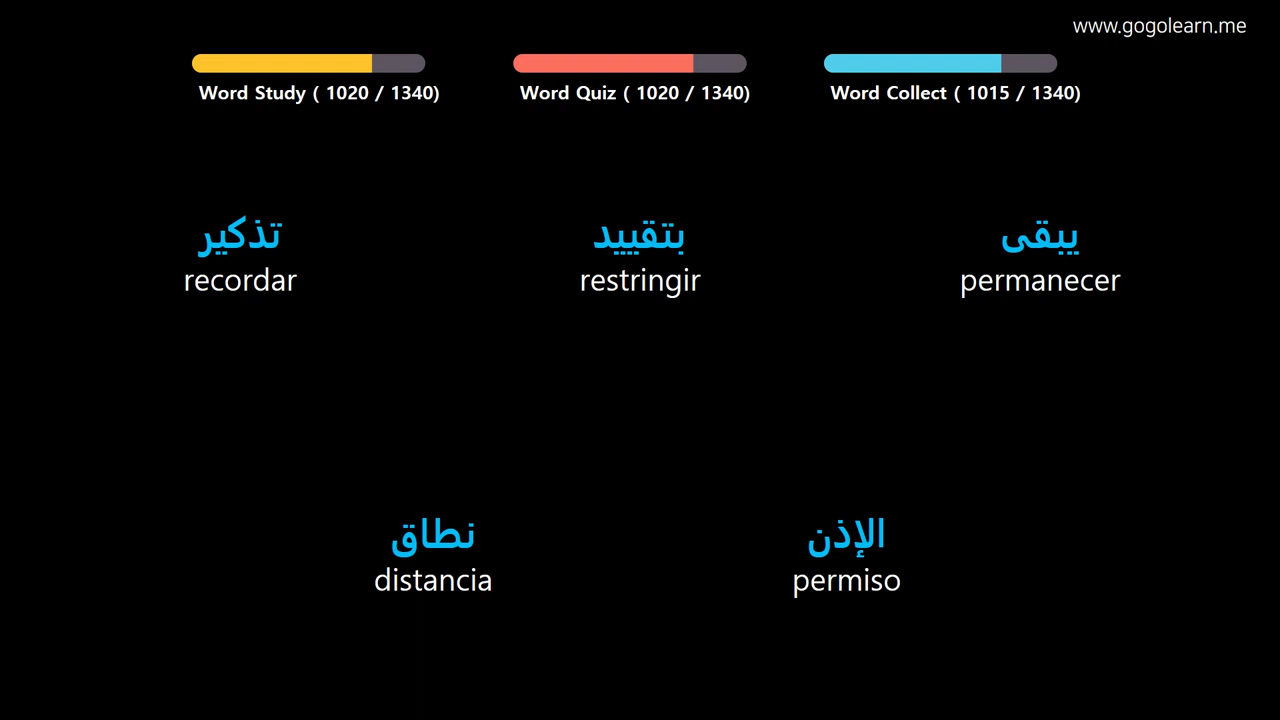 www.gogolearn.me
Word Study ( 1020 / 1340)
Word Quiz ( 1020 / 1340)
Word Collect ( 1015 / 1340)
تذكير
recordar
بتقييد
restringir
يبقى
permanecer
نطاق
distancia
الإذن
permiso